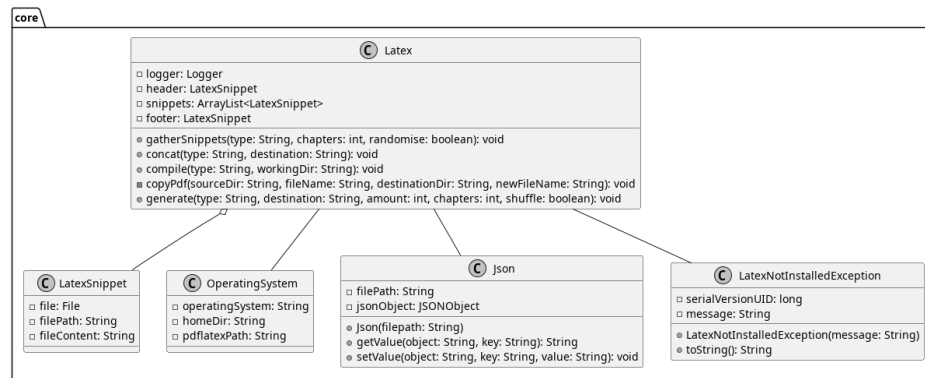 core
C Latex
logger: Logger
header: LatexSnippet
snippets: ArrayList<LatexSnippet>
footer: LatexSnippet
gatherSnippets(type: String, chapters: int, randomise: boolean): void
concat(type: String, destination: String): void
compile(type: String, workingDir: String): void
copyPdf(sourceDir: String, fileName: String, destinationDir: String, newFileName: String): void
generate(type: String, destination: String, amount: int, chapters: int, shuffle: boolean): void
C LatexSnippet
file: File
filePath: String
fileContent: String
C OperatingSystem
operatingSystem: String
homeDir: String
pdflatexPath: String
C Json
filePath: String
jsonObject: JSONObject
Json(filepath: String)
getValue(object: String, key: String): String
setValue(object: String, key: String, value: String): void
C LatexNotInstalledException
serialVersionUID: long
message: String
LatexNotInstalledException(message: String)
toString(): String